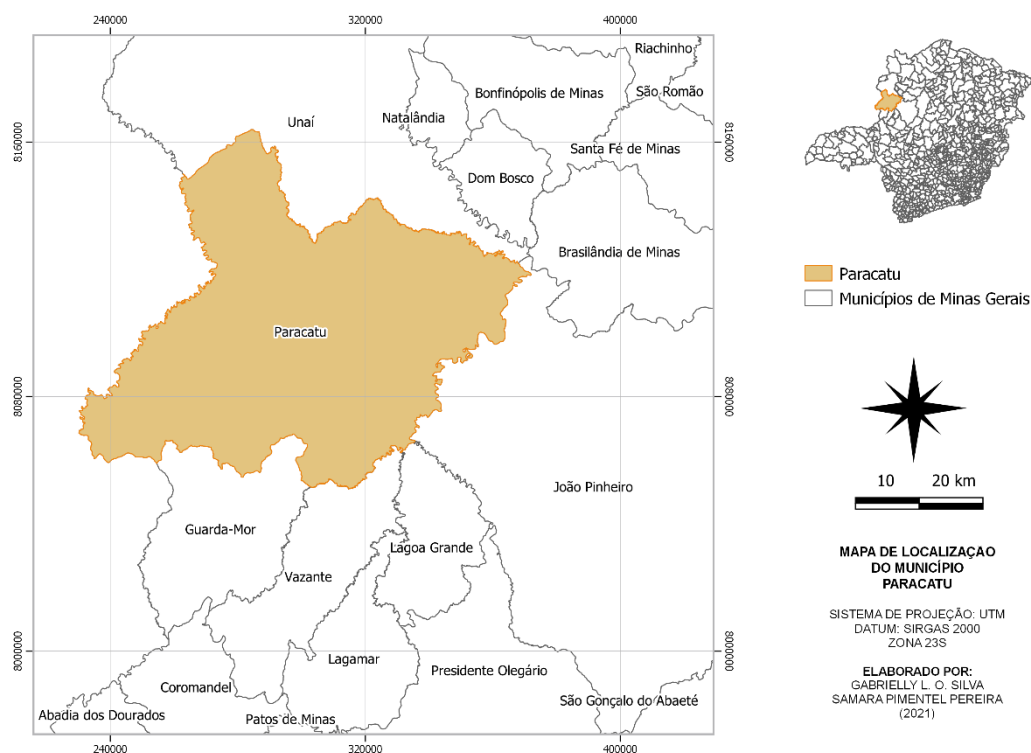 240000
320000
400000
Riachinho
Bonfinópolis de Minas
São Romão
Unaí
Natalândia
8160000
8160000
Santa Fé de Minas
Dom Bosco
Brasilândia de Minas
Paracatu
8080000
8080000
João Pinheiro
Guarda-Mor
Lagoa Grande
Vazante
8000000
8000000
Lagamar
Presidente Olegário
Coromandel
São Gonçalo do Abaeté
Abadia dos Dourados
Patos de Minas
240000
320000
400000
Paracatu
Municípios de Minas Gerais
10 20 km
MAPA DE LOCALIZAÇÃO
DO MUNICÍPIO
PARACATU
SISTEMA DE PROJEÇÃO: UTM
DATUM: SIRGAS 2000
ZONA 23S
ELABORADO POR:
GABRIELLY L. O. SILVA
SAMARA PIMENTEL PEREIRA
(2021)